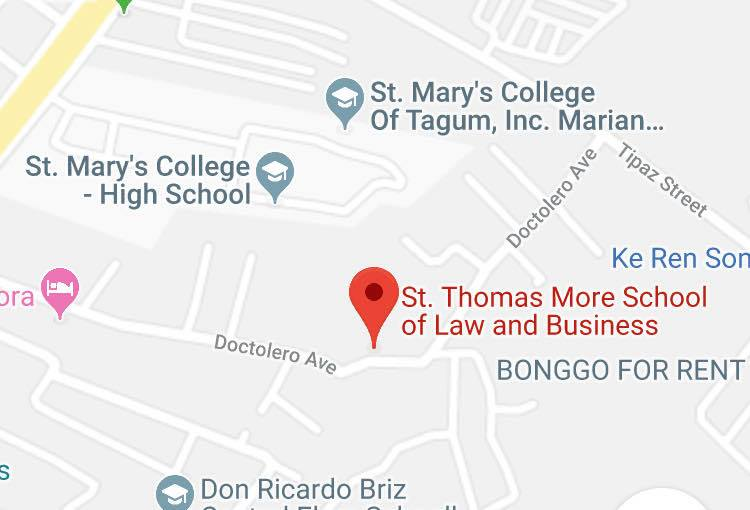 St. Mary's College
Of Tagum, Inc. Marian...
St. Mary's College
- High School
Doctolero Ave
Tipaz Street
Ke Ren Son
ora
St. Thomas More School
of Law and Business
Doctolero Ave
BONGGO FOR RENT
s
Don Ricardo Briz